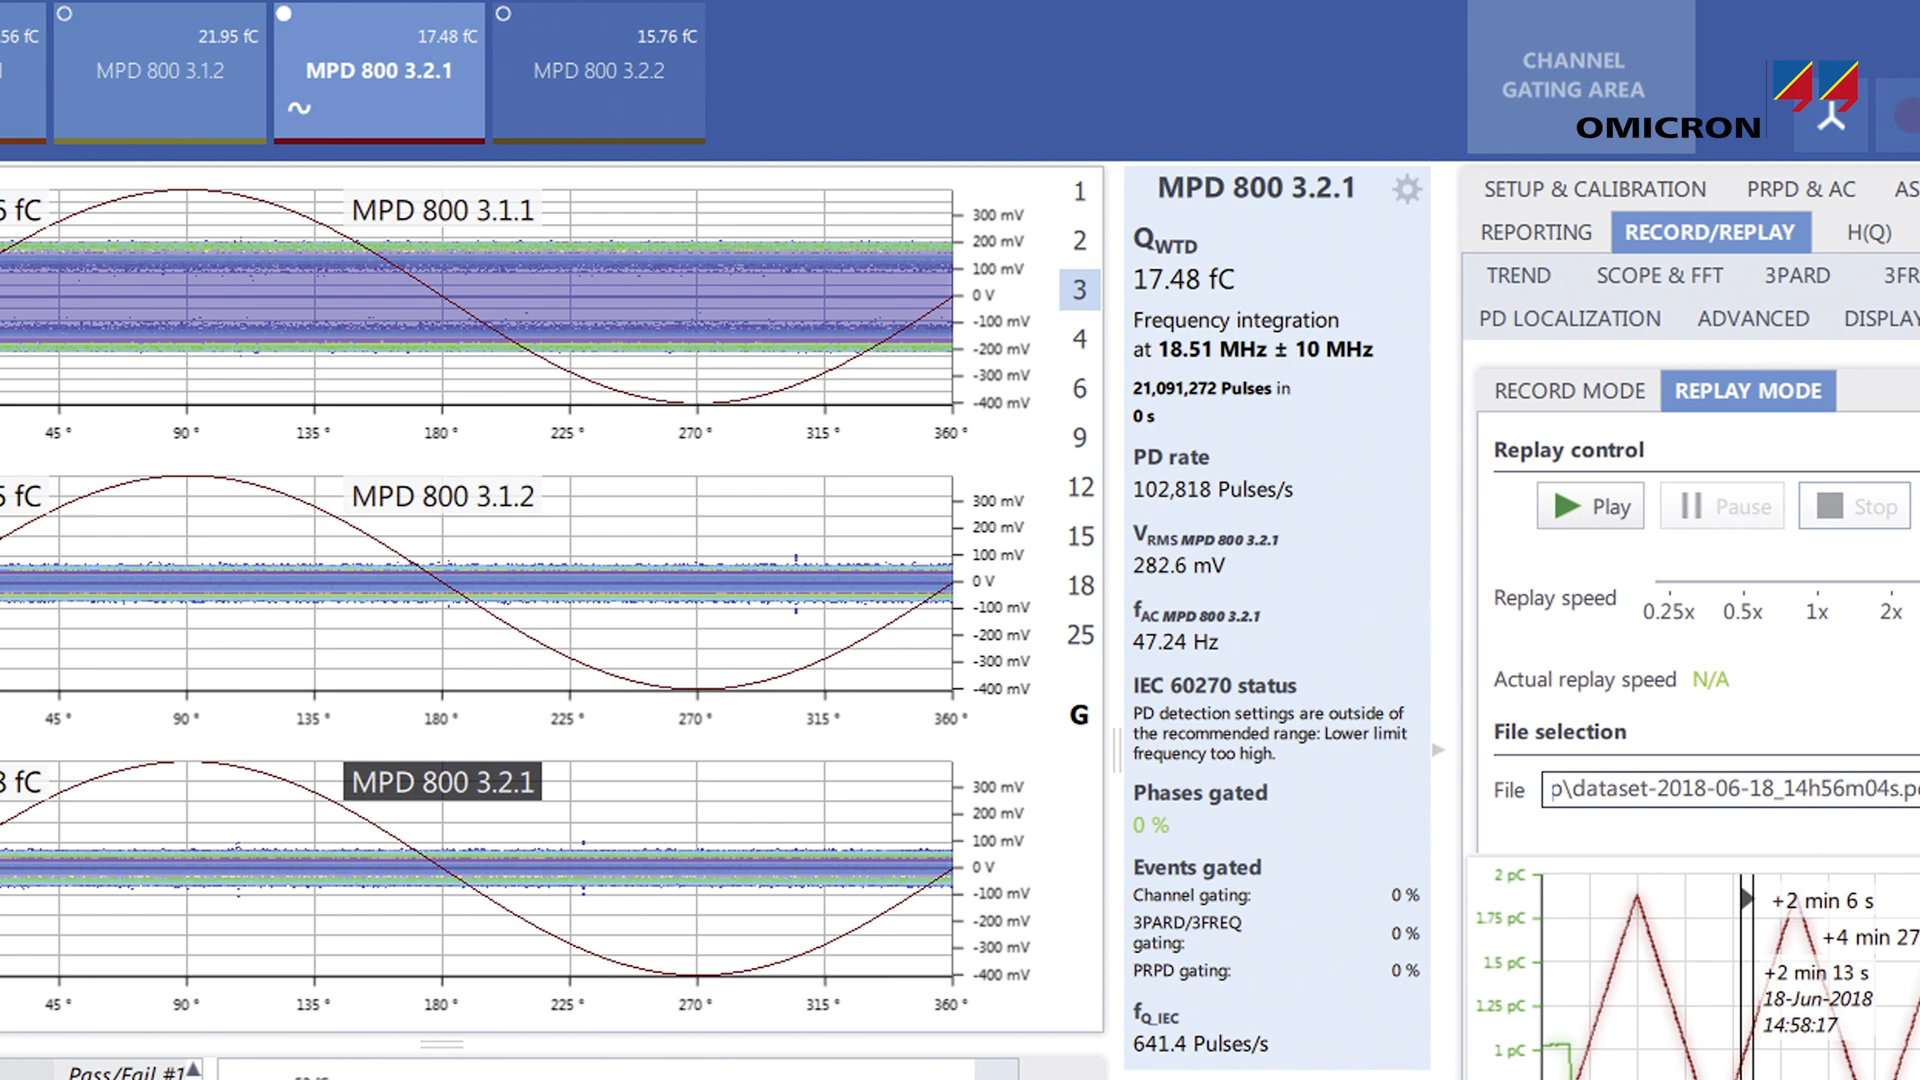 56 fC
21.95 fC
MPD 800 3.1.2
17.48 fC
MPD 800 3.2.1
15.76 fC
MPD 800 3.2.2
CHANNEL
GATING AREA
OMICRON
fC
MPD 800 3.1.1
300 mV
200 mV
100 mV
0 V
-100 mV
-200 mV
-300 mV
-400 mV
45 °
90 °
135 °
180 °
225 °
270 °
315 °
360 °
fC
MPD 800 3.1.2
300 mV
200 mV
100 mV
0 V
-100 mV
-200 mV
-300 mV
-400 mV
45 °
90 °
135 °
180 °
225 °
270 °
315 °
360 °
fC
MPD 800 3.2.1
300 mV
200 mV
100 mV
0 V
-100 mV
-200 mV
-300 mV
-400 mV
45 °
90 °
135 °
180 °
225 °
270 °
315 °
360 °
Pass/Fail #1
1
2
3
4
6
9
12
15
18
25
G
MPD 800 3.2.1
QWTD
17.48 fC
Frequency integration
at 18.51 MHz ± 10 MHz
21,091,272 Pulses in
0 s
PD rate
102,818 Pulses/s
VRMS MPD 800 3.2.1
282.6 mV
fAC MPD 800 3.2.1
47.24 Hz
IEC 60270 status
PD detection settings are outside of
the recommended range: Lower limit
frequency too high.
Phases gated
0 %
Events gated
Channel gating: 0 %
3PARD/3FREQ
gating: 0 %
PRPD gating: 0 %
fQ_IEC
641.4 Pulses/s
SETUP & CALIBRATION PRPD & AC AS
REPORTING RECORD/REPLAY H(Q)
TREND SCOPE & FFT 3PARD 3FR
PD LOCALIZATION ADVANCED DISPLAY
RECORD MODE REPLAY MODE
Replay control
Play Pause Stop
Replay speed
0.25x 0.5x 1x 2x
Actual replay speed N/A
File selection
File p\dataset-2018-06-18_14h56m04s.p
2 pC
1.75 pC
1.5 pC
1.25 pC
1 pC
+2 min 6 s
+4 min 27
+2 min 13 s
18-Jun-2018
14:58:17